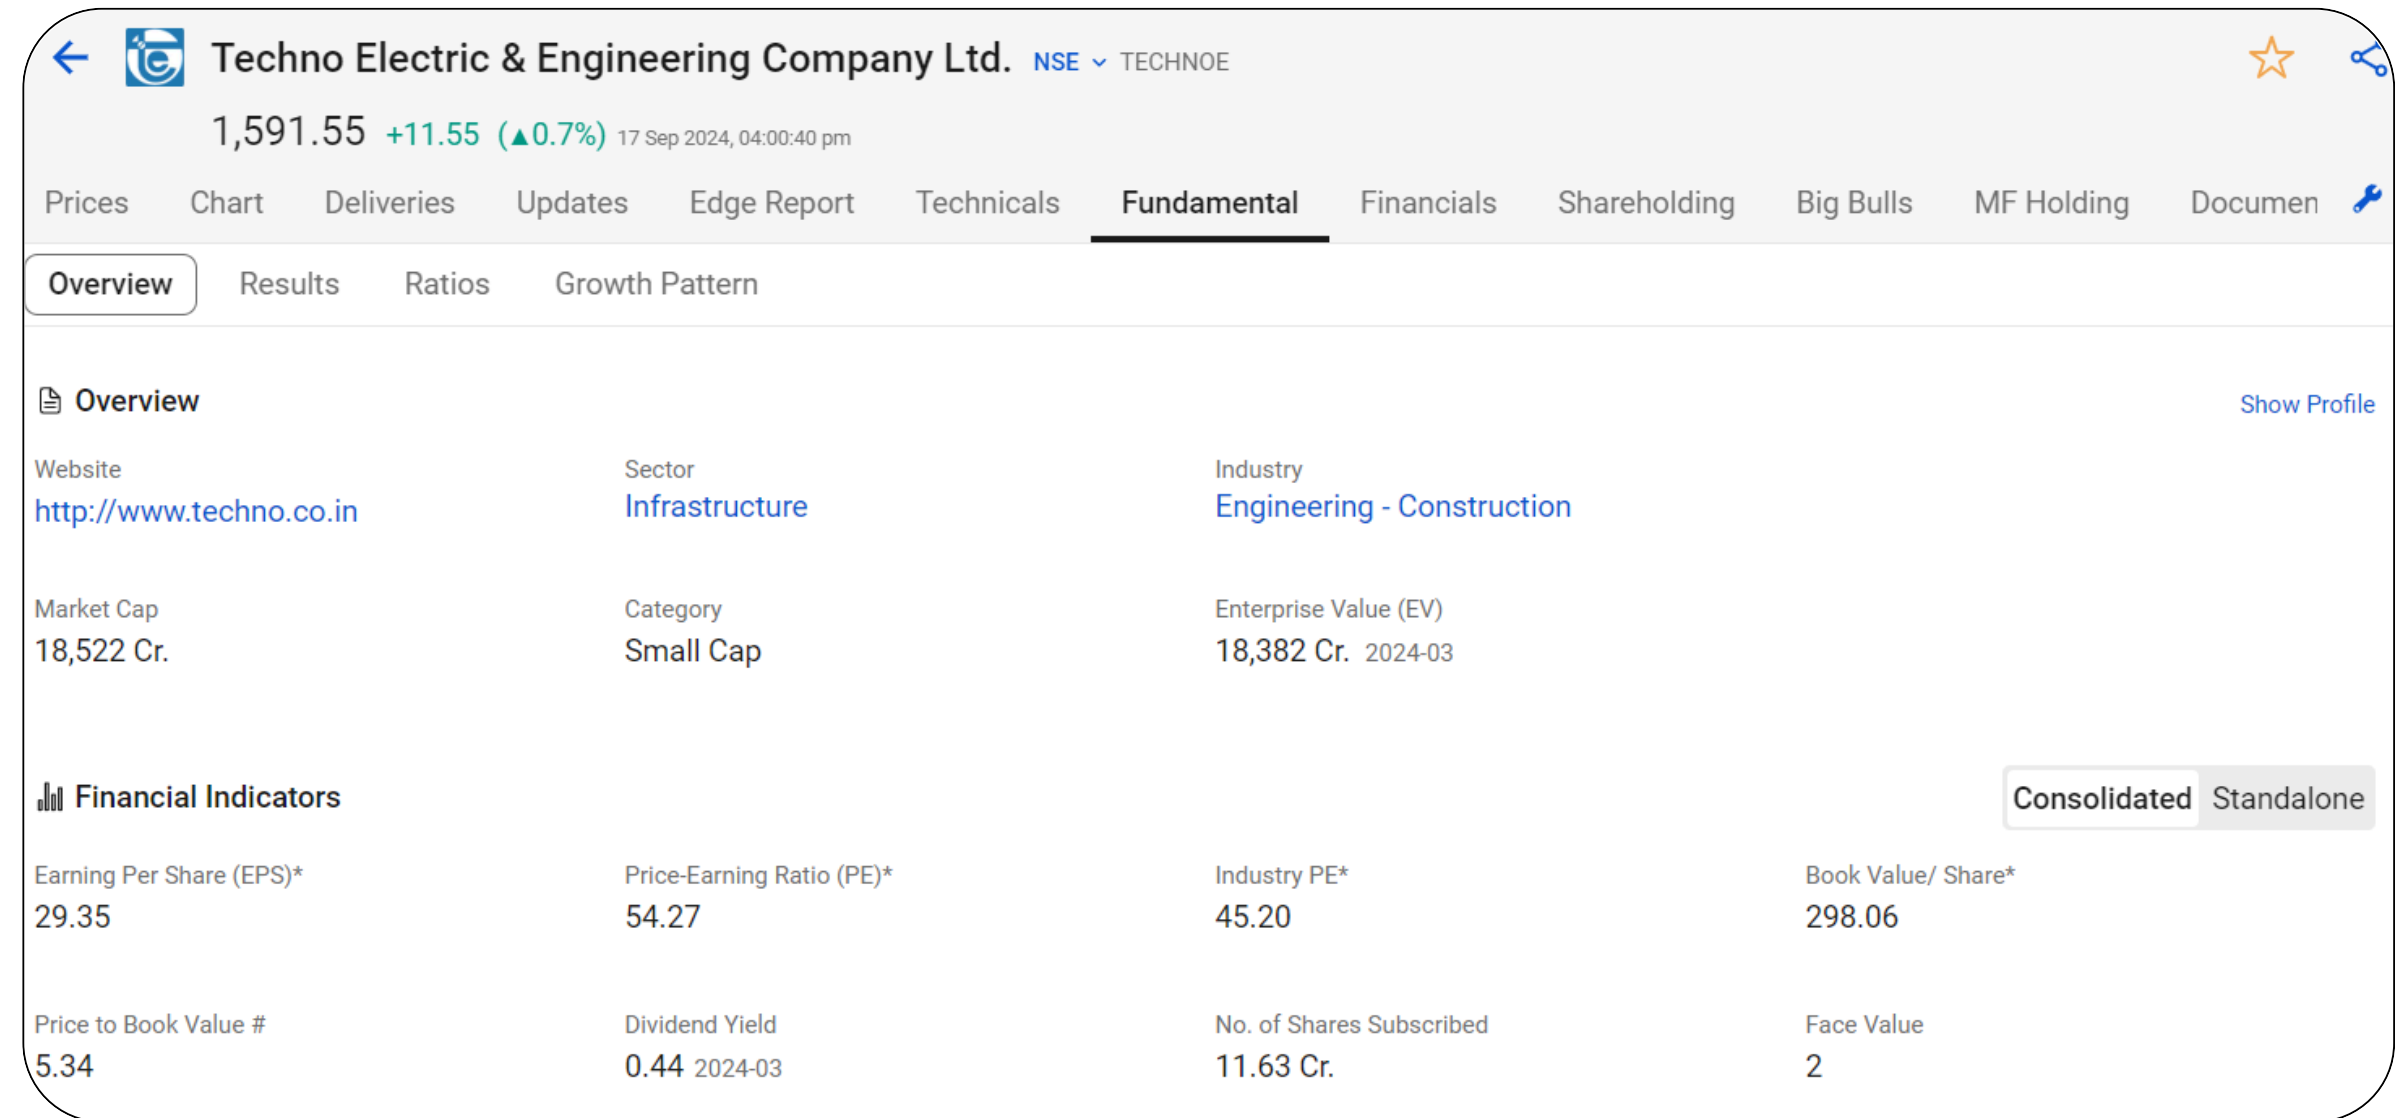 Techno Electric & Engineering Company Ltd. NSE TECHNOE
1,591.55 +11.55 (▲0.7%) 17 Sep 2024, 04:00:40 pm
Prices Chart Deliveries Updates Edge Report Technicals Fundamental Financials Shareholding Big Bulls MF Holding Documen
Overview Results Ratios Growth Pattern
Overview Show Profile
Website Sector Industry
http://www.techno.co.in Infrastructure Engineering - Construction
Market Cap Category Enterprise Value (EV)
18,522 Cr. Small Cap 18,382 Cr. 2024-03
Financial Indicators Consolidated Standalone
Earning Per Share (EPS)* Price-Earning Ratio (PE)* Industry PE* Book Value/ Share*
29.35 54.27 45.20 298.06
Price to Book Value # Dividend Yield No. of Shares Subscribed Face Value
5.34 0.44 2024-03 11.63 Cr. 2